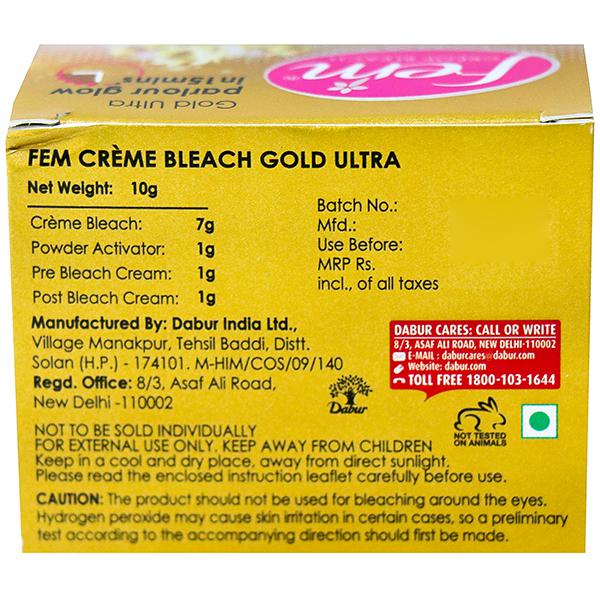 Fem
CRÈME BLEACH
Gold Ultra
parlour glow
in 15mins*
FEM CRÈME BLEACH GOLD ULTRA
Net Weight: 10g
Crème Bleach: 7g
Powder Activator: 1g
Pre Bleach Cream: 1g
Post Bleach Cream: 1g
Batch No.:
Mfd.:
Use Before:
MRP Rs.
incl., of all taxes
Manufactured By: Dabur India Ltd.,
Village Manakpur, Tehsil Baddi, Distt.
Solan (H.P.) - 174101. M-HIM/COS/09/140
Regd. Office: 8/3, Asaf Ali Road,
New Delhi -110002
Dabur
DABUR CARES: CALL OR WRITE
8/3, ASAF ALI ROAD, NEW DELHI-110002
E-MAIL : daburcares@dabur.com
Website: dabur.com
TOLL FREE 1800-103-1644
NOT TESTED
ON ANIMALS
NOT TO BE SOLD INDIVIDUALLY
FOR EXTERNAL USE ONLY. KEEP AWAY FROM CHILDREN
Keep in a cool and dry place, away from direct sunlight.
Please read the enclosed instruction leaflet carefully before use.
CAUTION: The product should not be used for bleaching around the eyes.
Hydrogen peroxide may cause skin irritation in certain cases, so a preliminary
test according to the accompanying direction should first be made.